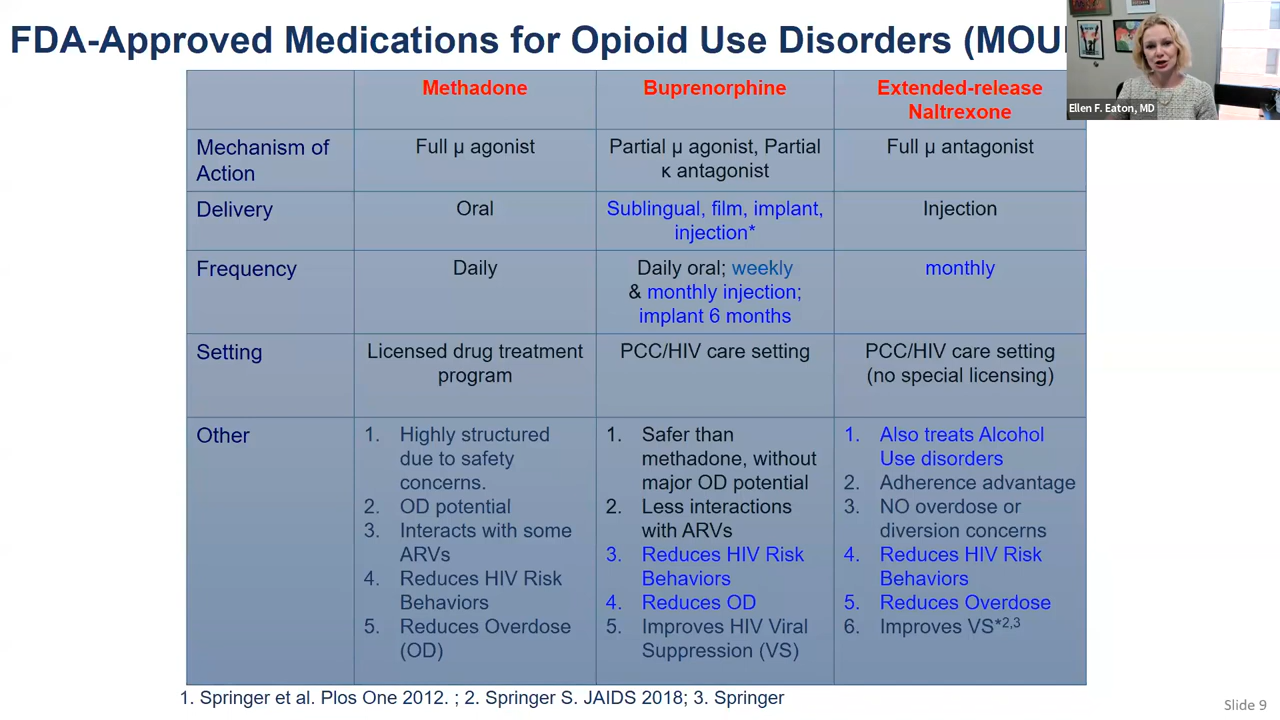 FDA-Approved Medications for Opioid Use Disorders (MOU
Ellen F. Eaton, MD
Methadone
Buprenorphine
Extended-release
Naltrexone
Mechanism of
Action
Full μ agonist
Partial μ agonist, Partial
κ antagonist
Full μ antagonist
Delivery
Oral
Sublingual, film, implant,
injection*
Injection
Frequency
Daily
Daily oral; weekly
& monthly injection;
implant 6 months
monthly
Setting
Licensed drug treatment
program
PCC/HIV care setting
PCC/HIV care setting
(no special licensing)
Other
1. Highly structured
due to safety
concerns.
2. OD potential
3. Interacts with some
ARVs
4. Reduces HIV Risk
Behaviors
5. Reduces Overdose
(OD)
1. Safer than
methadone, without
major OD potential
2. Less interactions
with ARVs
3. Reduces HIV Risk
Behaviors
4. Reduces OD
5. Improves HIV Viral
Suppression (VS)
1. Also treats Alcohol
Use disorders
2. Adherence advantage
3. NO overdose or
diversion concerns
4. Reduces HIV Risk
Behaviors
5. Reduces Overdose
6. Improves VS*2,3
1. Springer et al. Plos One 2012. ; 2. Springer S. JAIDS 2018; 3. Springer
Slide 9